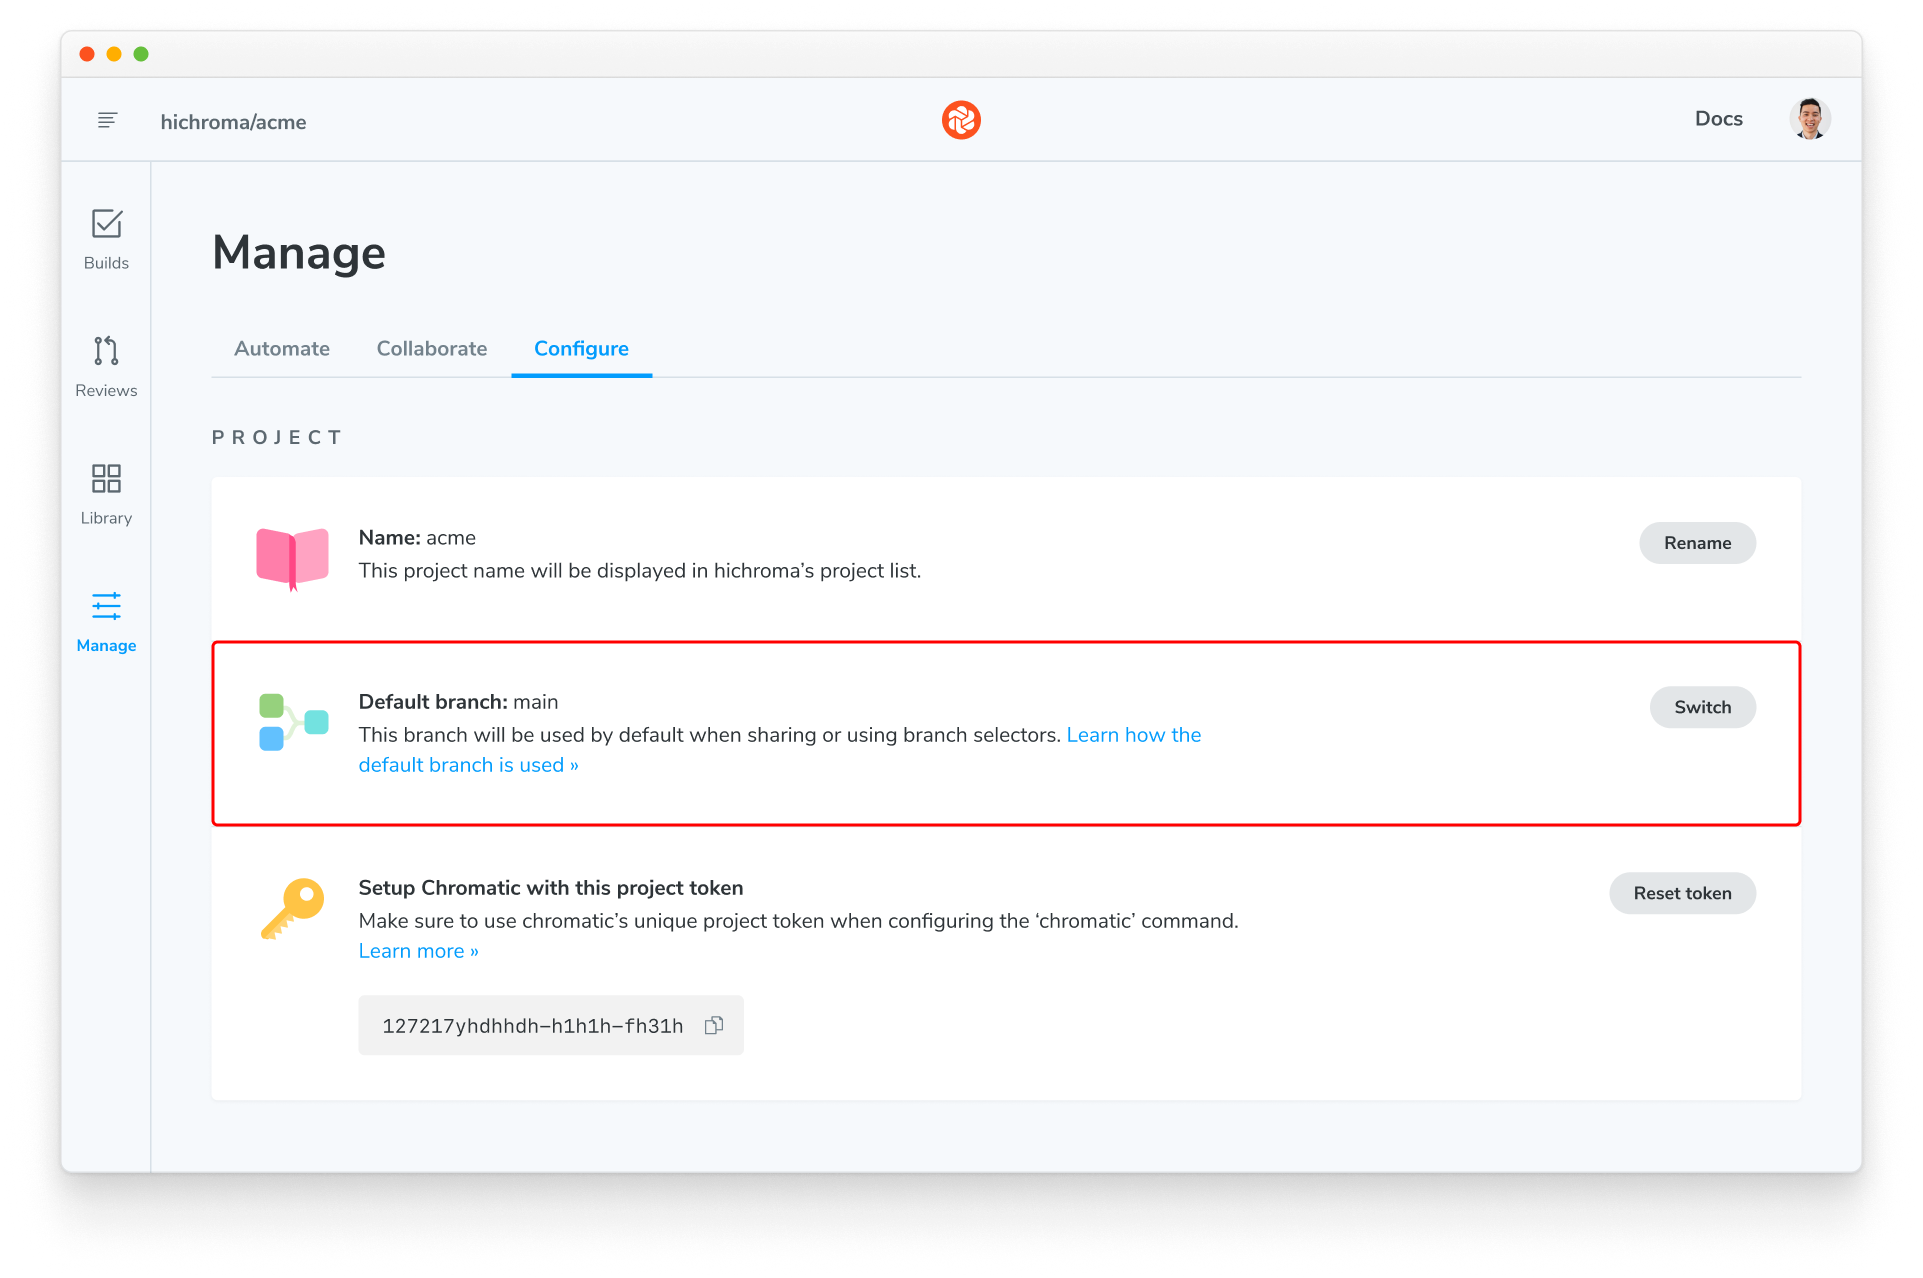 hichroma/acme
Docs
Builds
Reviews
Library
Manage
Manage
Automate
Collaborate
Configure
PROJECT
Name: acme
This project name will be displayed in hichroma’s project list.
Rename
Default branch: main
This branch will be used by default when sharing or using branch selectors. Learn how the
default branch is used »
Switch
Setup Chromatic with this project token
Make sure to use chromatic’s unique project token when configuring the ‘chromatic’ command.
Learn more »
Reset token
127217yhdhhdh–h1h1h–fh31h